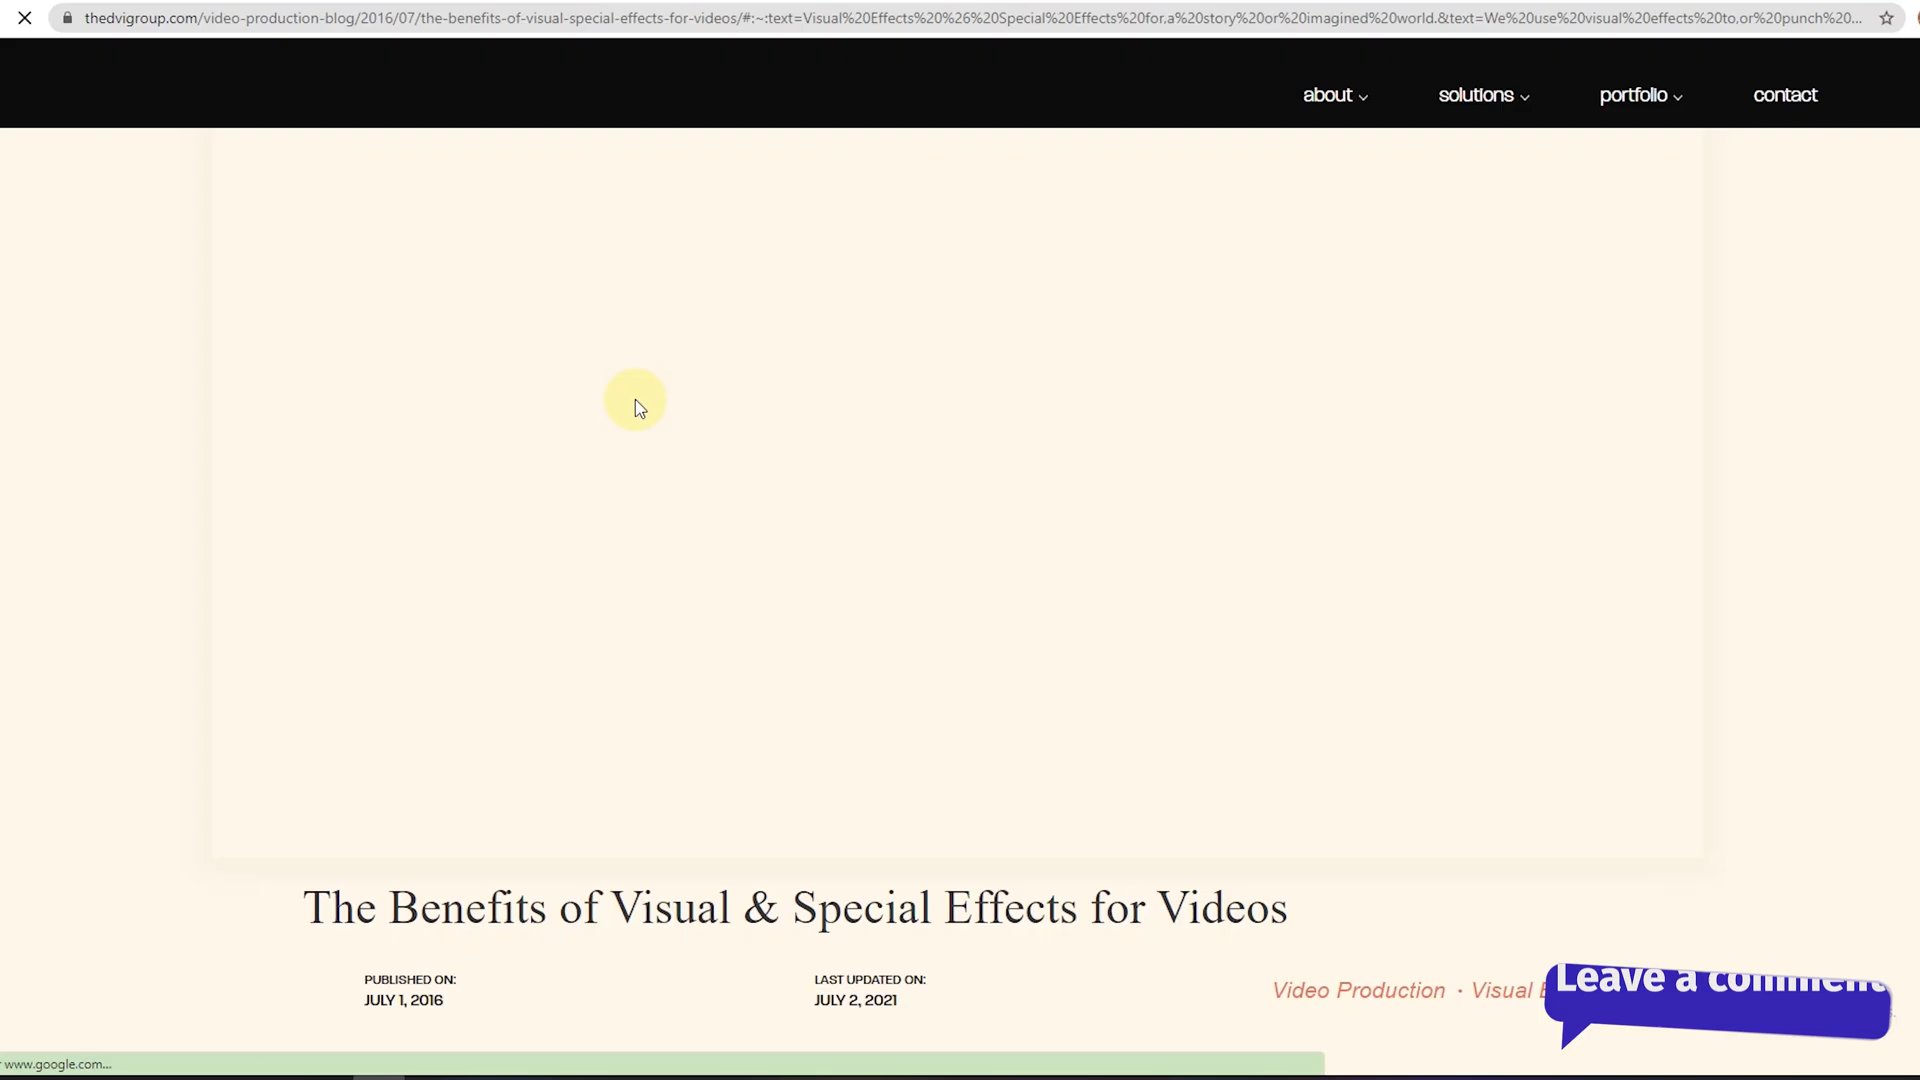 thedvigroup.com/video-production-blog/2016/07/the-benefits-of-visual-special-effects-for-videos/#:~:text=Visual%20Effects%20%26%20Special%20Effects%20for,a%20story%20or%20imagined%20world.&text=We%20use%20visual%20effects%20to,or%20punch%20...
about solutions portfolio contact
The Benefits of Visual & Special Effects for Videos
PUBLISHED ON: LAST UPDATED ON:
JULY 1, 2016 JULY 2, 2021
Video Production · Visual
Leave a comment
www.google.com...